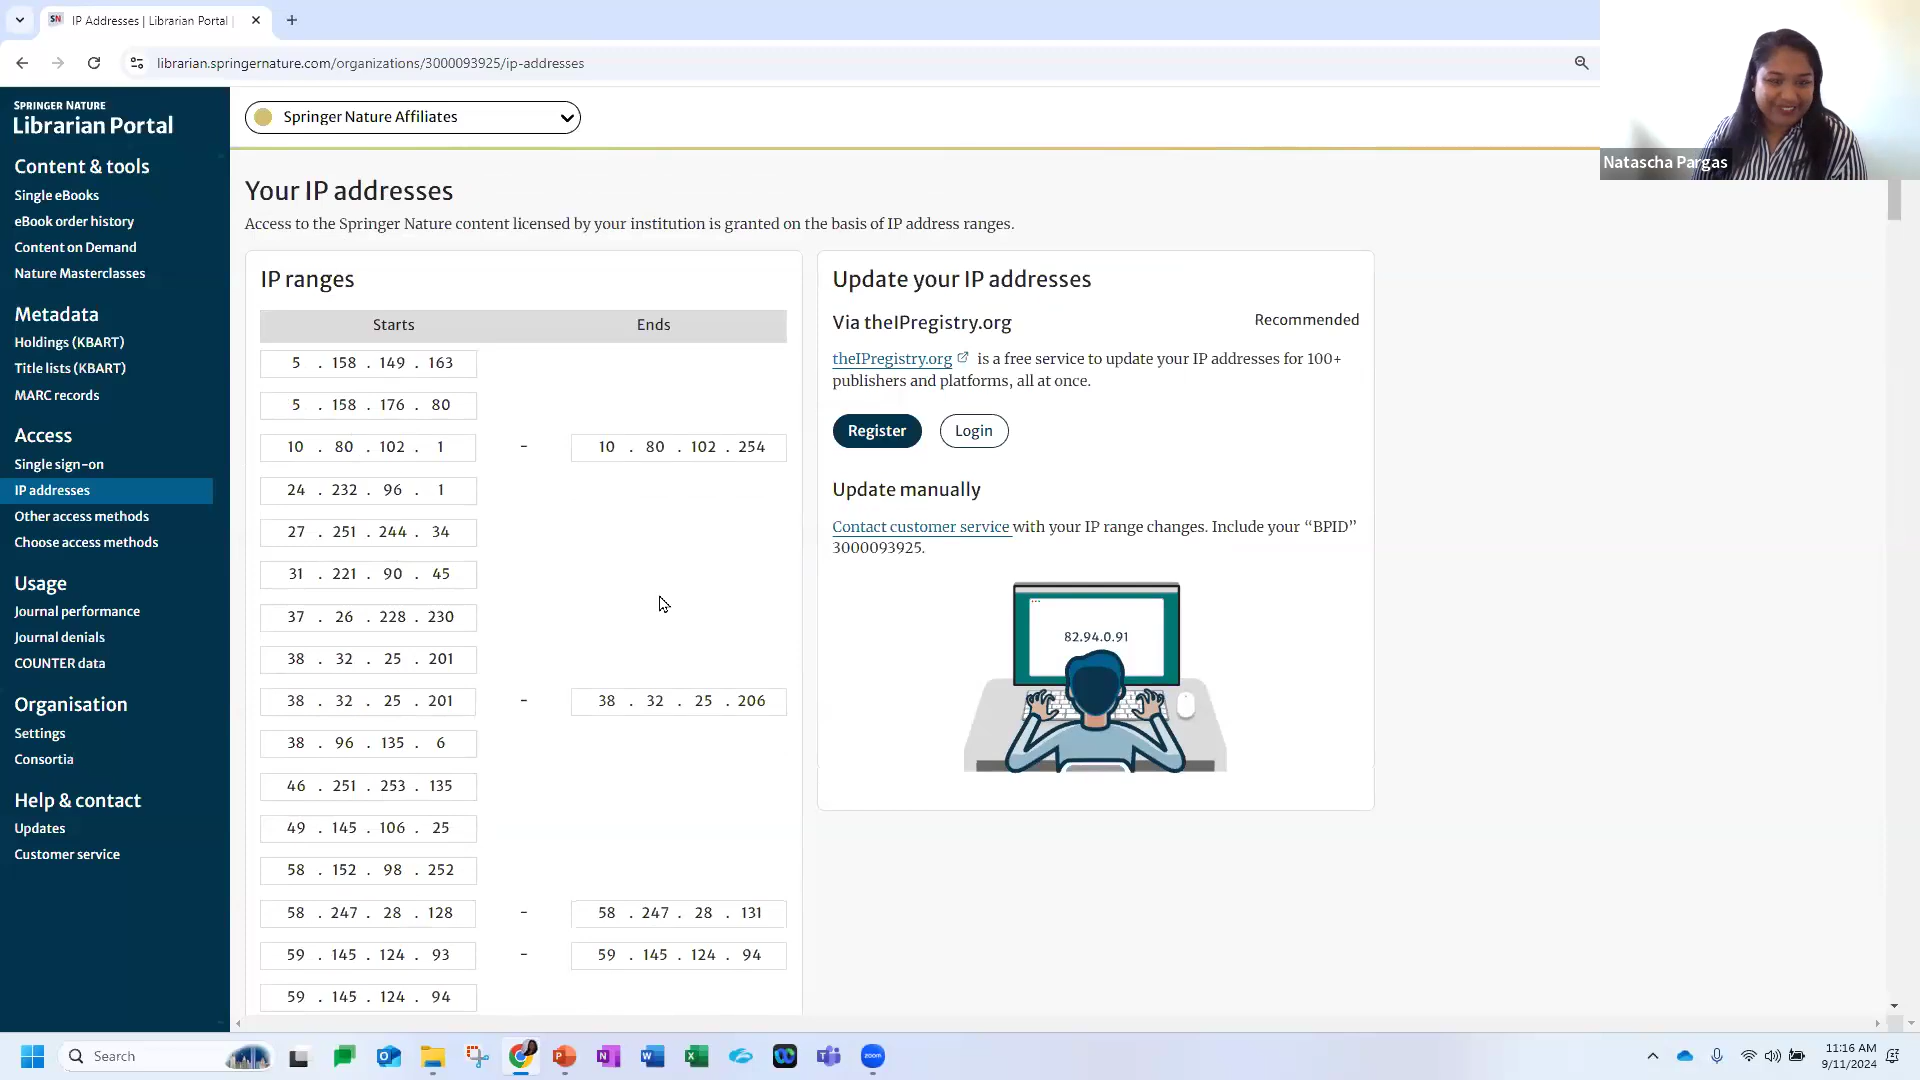 SN IP Addresses | Librarian Portal |
librarian.springernature.com/organizations/3000093925/ip-addresses
Natascha Pargas
SPRINGER NATURE
Librarian Portal
Content & tools
Single eBooks
eBook order history
Content on Demand
Nature Masterclasses
Metadata
Holdings (KBART)
Title lists (KBART)
MARC records
Access
Single sign-on
IP addresses
Other access methods
Choose access methods
Usage
Journal performance
Journal denials
COUNTER data
Organisation
Settings
Consortia
Help & contact
Updates
Customer service
Springer Nature Affiliates
Your IP addresses
Access to the Springer Nature content licensed by your institution is granted on the basis of IP address ranges.
IP ranges
Starts Ends
5 . 158 . 149 . 163
5 . 158 . 176 . 80
10 . 80 . 102 . 1 - 10 . 80 . 102 . 254
24 . 232 . 96 . 1
27 . 251 . 244 . 34
31 . 221 . 90 . 45
37 . 26 . 228 . 230
38 . 32 . 25 . 201
38 . 32 . 25 . 201 - 38 . 32 . 25 . 206
38 . 96 . 135 . 6
46 . 251 . 253 . 135
49 . 145 . 106 . 25
58 . 152 . 98 . 252
58 . 247 . 28 . 128 - 58 . 247 . 28 . 131
59 . 145 . 124 . 93 - 59 . 145 . 124 . 94
59 . 145 . 124 . 94
Update your IP addresses
Via theIPregistry.org Recommended
theIPregistry.org is a free service to update your IP addresses for 100+
publishers and platforms, all at once.
Register Login
Update manually
Contact customer service with your IP range changes. Include your “BPID”
3000093925.
82.94.0.91
Search
zoom
11:16 AM
9/11/2024